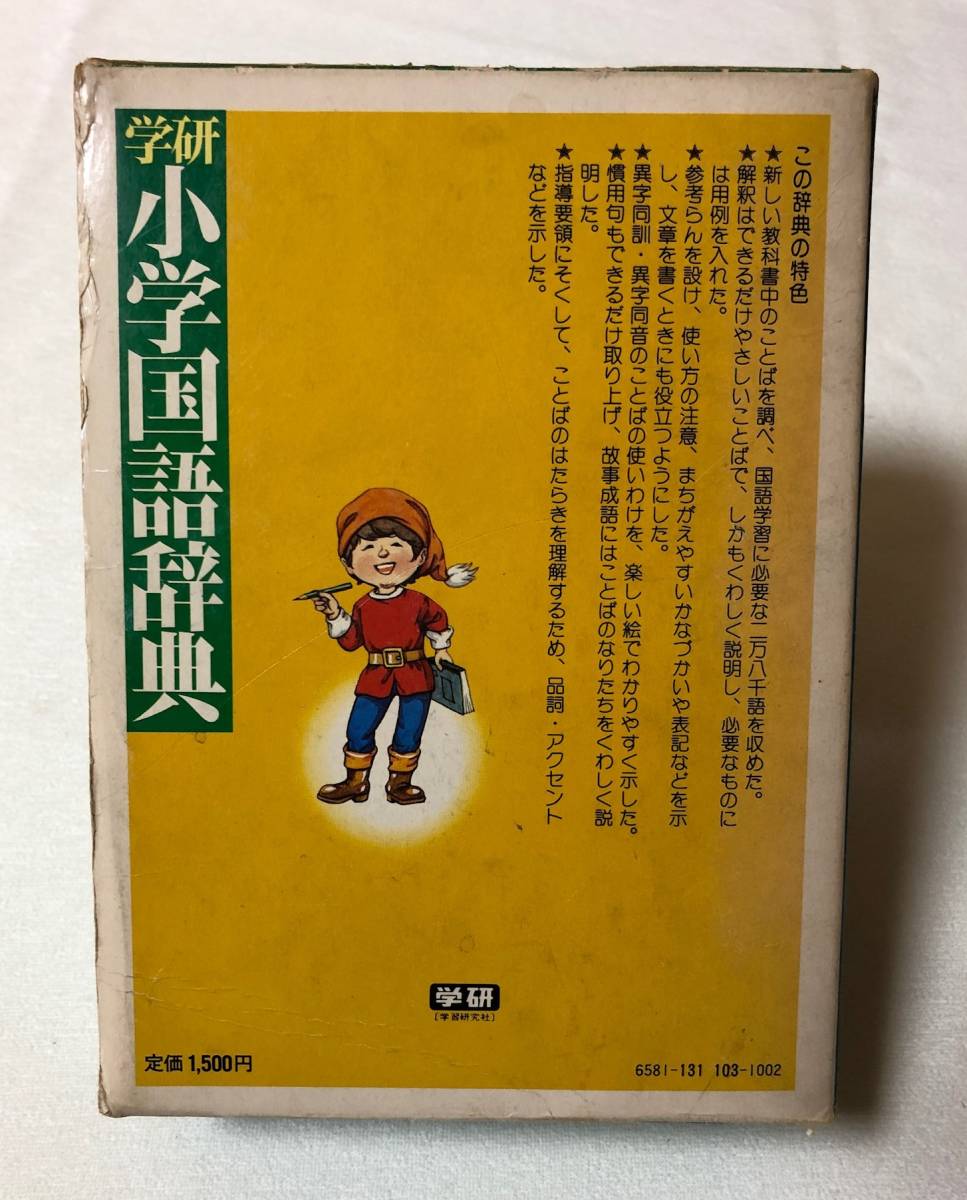 学研
小学国語辞典
この辞典の特色
★新しい教科書中のことばを調べ、国語学習に必要な二万八千語を収めた。
★解釈はできるだけやさしいことばで、しかもくわしく説明し、必要なものに
は用例を入れた。
★参考らんを設け、使い方の注意、まちがえやすいかなづかいや表記などを示
し、文章を書くときにも役立つようにした。
★異字同訓・異字同音のことばの使いわけを、楽しい絵でわかりやすく示した。
★慣用句もできるだけ取り上げ、故事成語にはことばのなりたちをくわしく説
明した。
★指導要領にそくして、ことばのはたらきを理解するため、品詞・アクセント
などを示した。
学研
[学習研究社]
定価1,500円
6581-131 103-1002